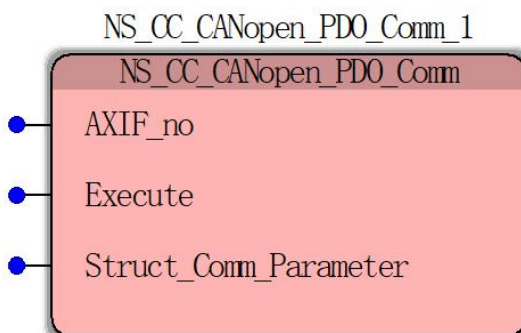 NS_CC_CANopen_PDO_Comm_1
NS_CC_CANopen_PDO_Comm
AXIF_no
Execute
Struct_Comm_Parameter